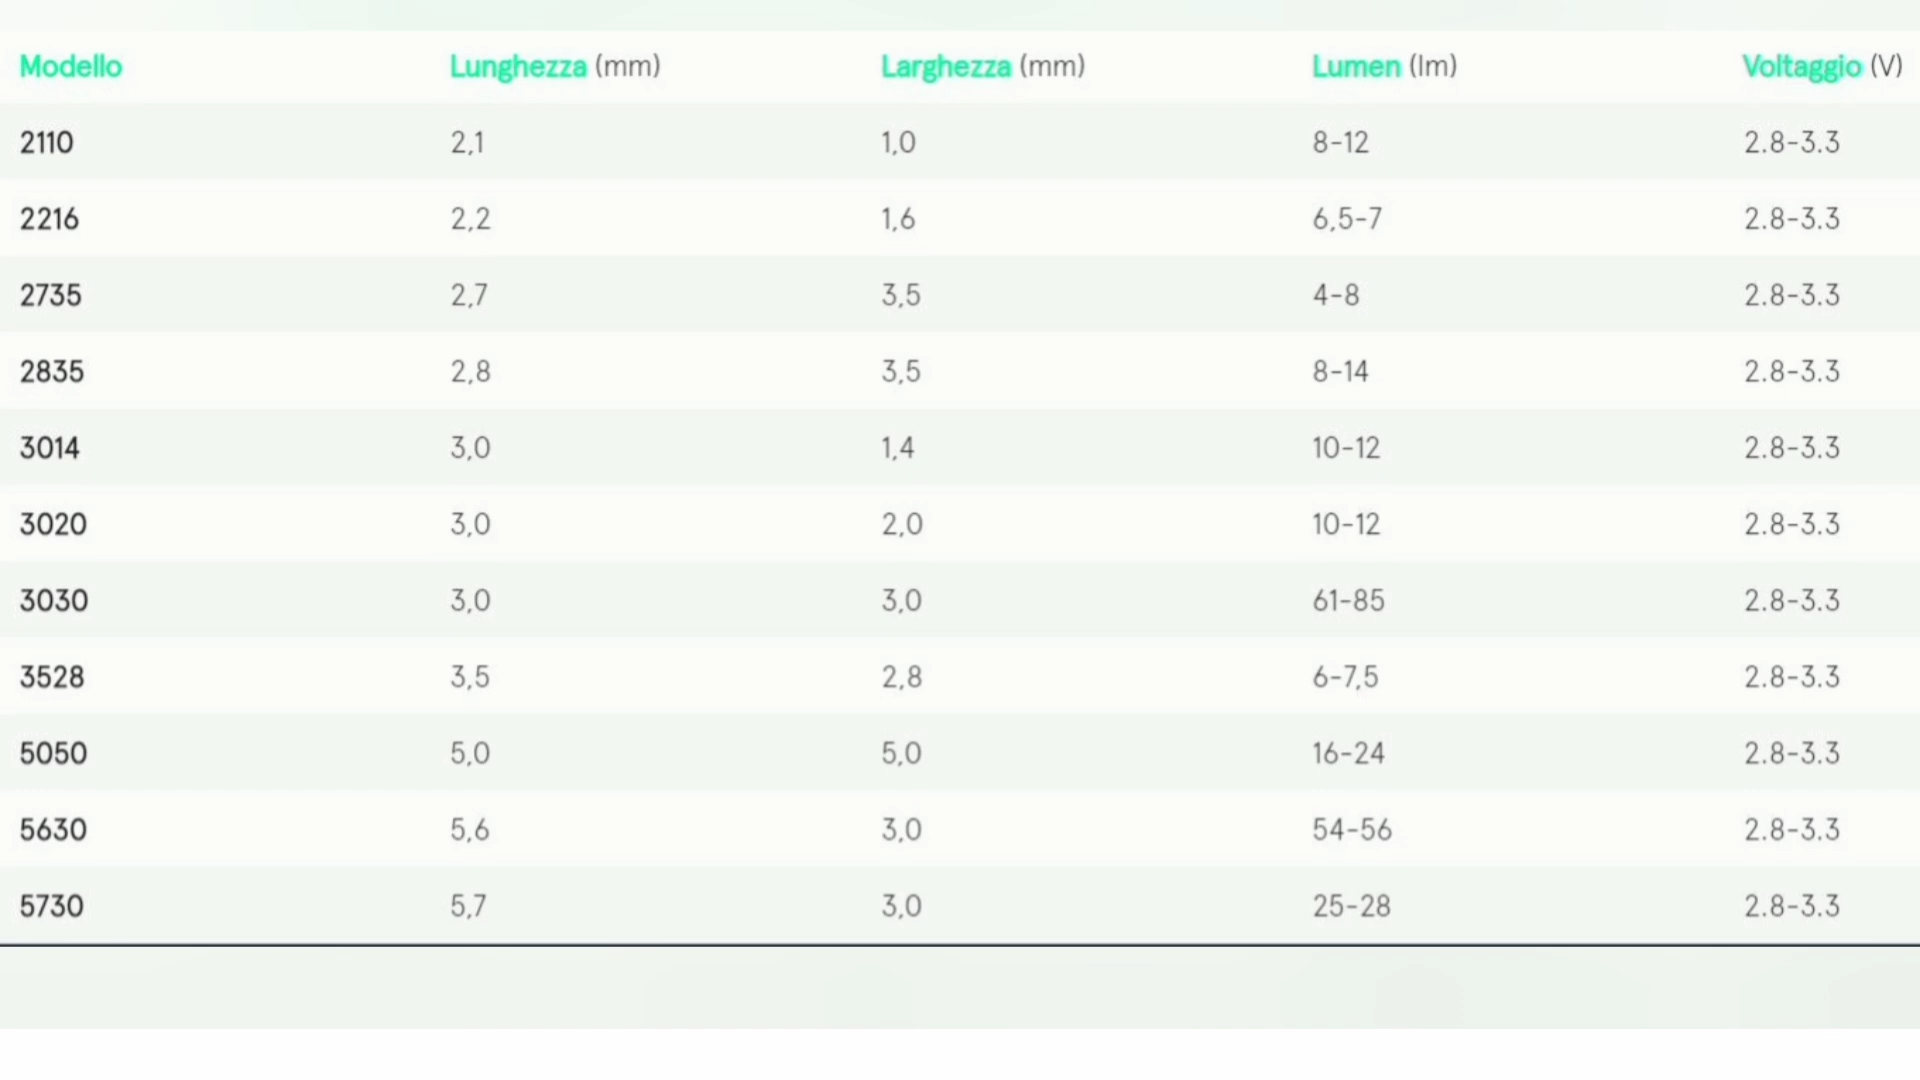 Modello Lunghezza (mm) Larghezza (mm) Lumen (lm) Voltaggio (V)
2110 2,1 1,0 8-12 2.8-3.3
2216 2,2 1,6 6,5-7 2.8-3.3
2735 2,7 3,5 4-8 2.8-3.3
2835 2,8 3,5 8-14 2.8-3.3
3014 3,0 1,4 10-12 2.8-3.3
3020 3,0 2,0 10-12 2.8-3.3
3030 3,0 3,0 61-85 2.8-3.3
3528 3,5 2,8 6-7,5 2.8-3.3
5050 5,0 5,0 16-24 2.8-3.3
5630 5,6 3,0 54-56 2.8-3.3
5730 5,7 3,0 25-28 2.8-3.3